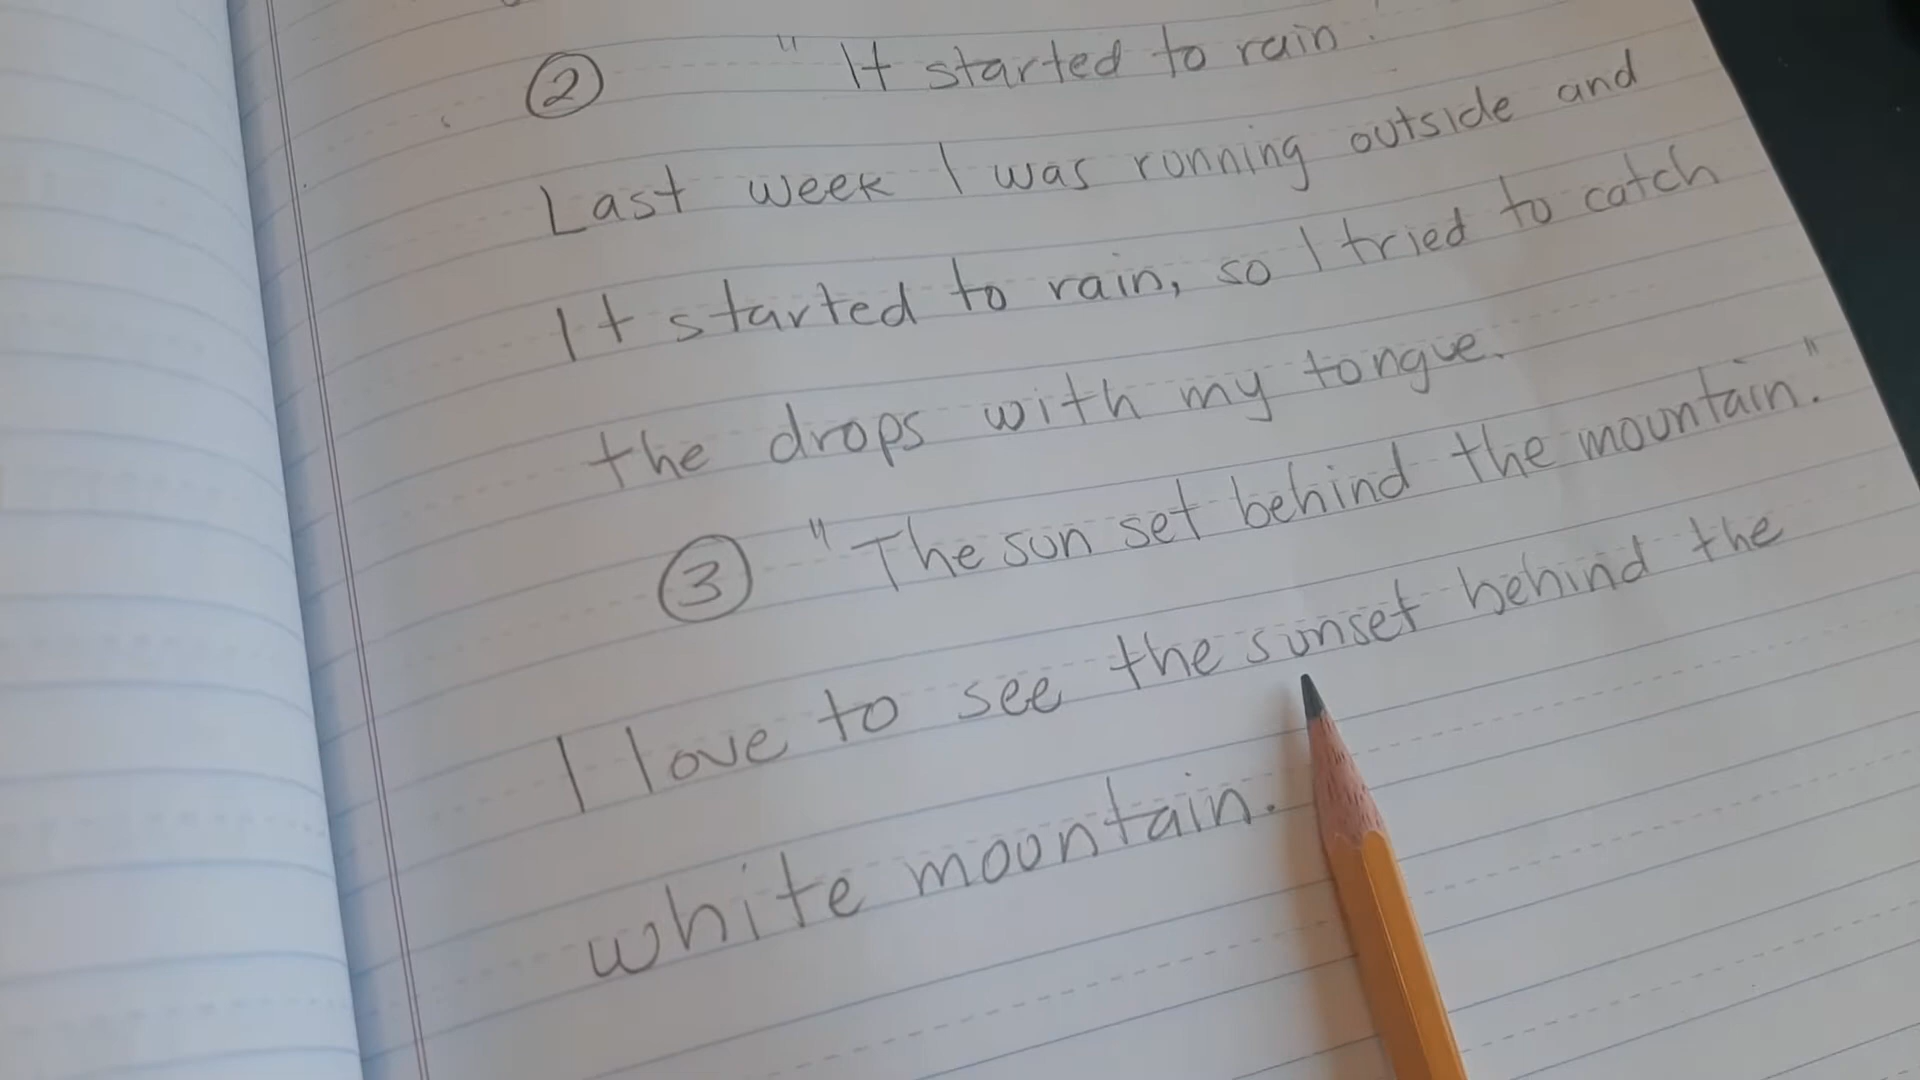 ② " It started to rain.
Last week I was running outside and
It started to rain, so I tried to catch
the drops with my tongue.
③ "The sun set behind the mountain."
I love to see the sunset behind the
white mountain.